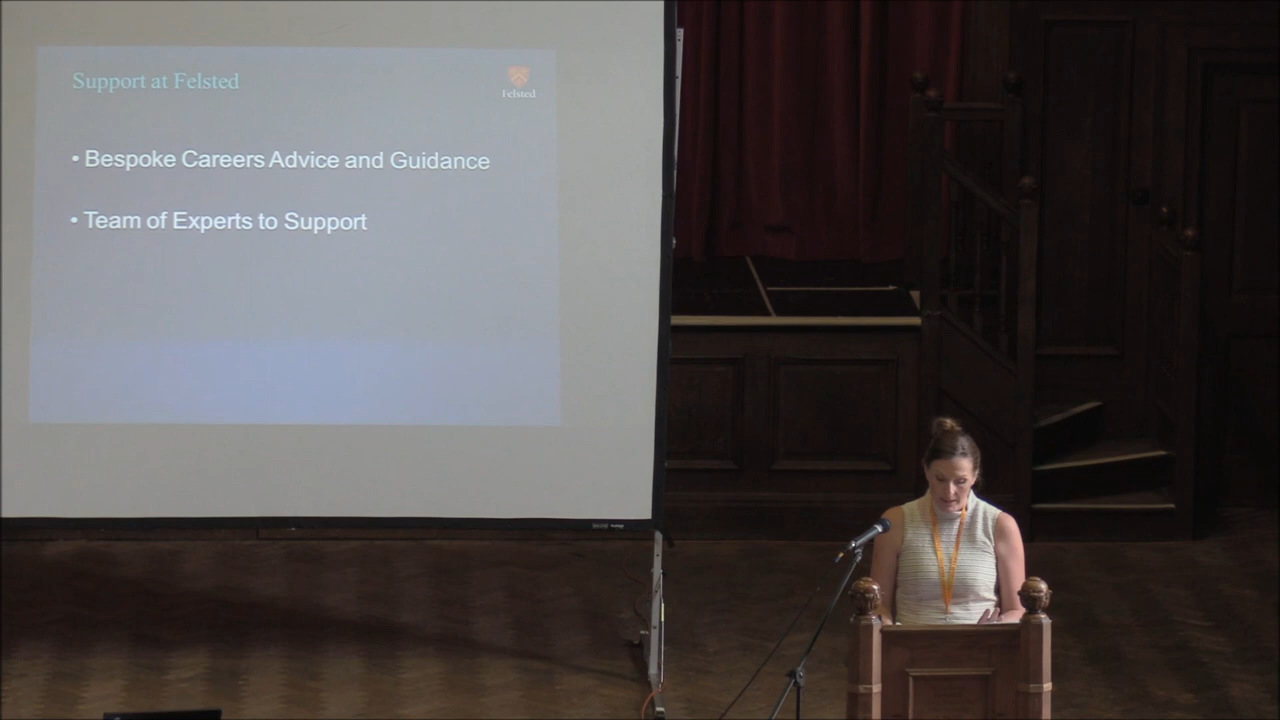 Support at Felsted
Felsted
• Bespoke Careers Advice and Guidance
• Team of Experts to Support